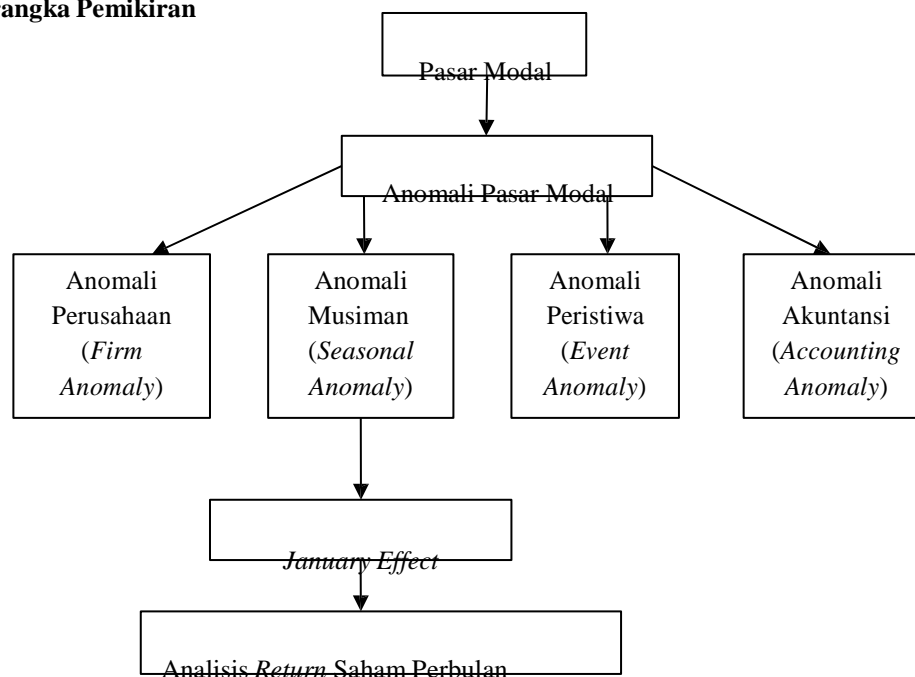 angka Pemikiran
Pasar Modal
Anomali Pasar Modal
Anomali
Perusahaan
(Firm
Anomaly)
Anomali
Musiman
(Seasonal
Anomaly)
Anomali
Peristiwa
(Event
Anomaly)
Anomali
Akuntansi
(Accounting
Anomaly)
January Effect
Analisis Return Saham Perbulan